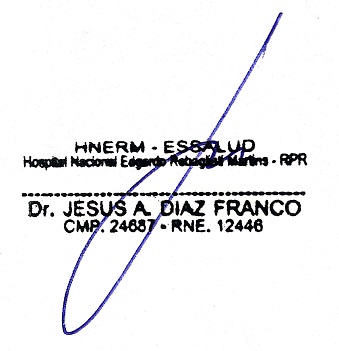 HNERM - ESSALUD
Hospital Nacional Edgardo Rebagliati Martins - RPR
Dr. JESUS A. DIAZ FRANCO
CMP. 24687 - RNE. 12446